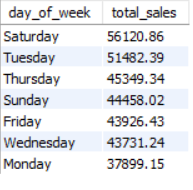 day_of_week total_sales
Saturday 56120.86
Tuesday 51482.39
Thursday 45349.34
Sunday 44458.02
Friday 43926.43
Wednesday 43731.24
Monday 37899.15